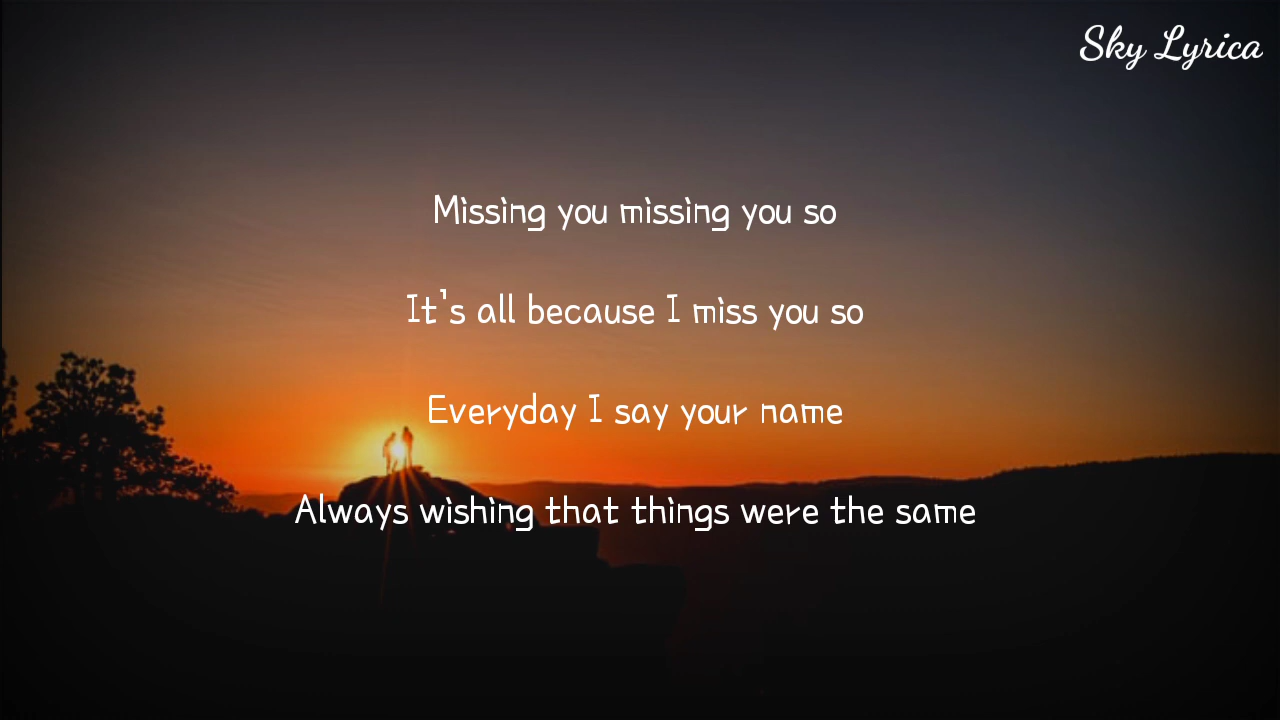 Sky Lyrica
Missing you missing you so
It's all because I miss you so
Everyday I say your name
Always wishing that things were the same